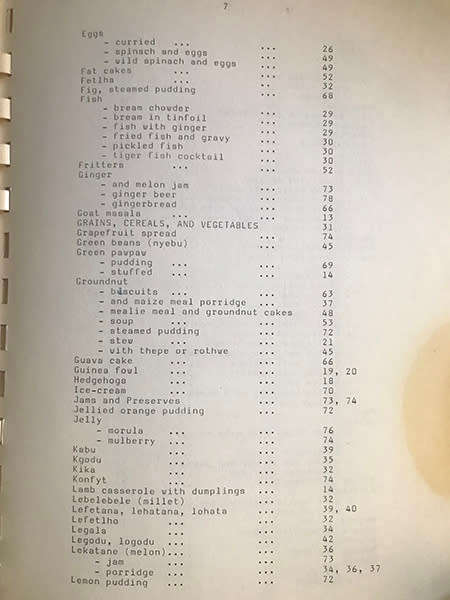 7
Eggs
- curried ... ... 26
- spinach and eggs ... 49
- wild spinach and eggs ... 49
Fat cakes ... ... 52
Fetlha ... .. 32
Fig, steamed pudding ... 68
Fish
- bream chowder ... 29
- bream in tinfoil ... 29
- fish with ginger ... 29
- fried fish and gravy ... 30
- pickled fish ... 30
- tiger fish cocktail ... 30
Fritters ... ... 52
Ginger
- and melon jam ... 73
- ginger beer ... 78
- gingerbread ... 66
Goat masala ... ... 13
GRAINS, CEREALS, AND VEGETABLES 31
Grapefruit spread ... 74
Green beans (nyebu) ... 45
Green pawpaw
- pudding ... ... 69
- stuffed ... ... 14
Groundnut
- biscuits ... ... 63
- and maize meal porridge ... 37
- mealie meal and groundnut cakes 48
- soup ... ... 53
- steamed pudding ... 72
- stew ... ... 21
- with thepe or rothwe ... 45
Guava cake ... ... 66
Guinea fowl ... ... 19, 20
Hedgehogs ... ... 18
Ice-cream ... ... 70
Jams and Preserves ... ... 73, 74
Jellied orange pudding ... 72
Jelly
- morula ... ... 76
- mulberry ... ... 74
Kabu ... ... 39
Kgodu ... ... 35
Kika ... ... 32
Konfyt ... ... 74
Lamb casserole with dumplings ... 14
Lebelebele (millet) ... 32
Lefetana, lehatana, lohata ... 39, 40
Lefetlho ... ... 32
Legala ... ... 34
Legodu, logodu ... ... 42
Lekatane (melon)... ... 36
- jam ... ... 73
- porridge ... ... 34, 36, 37
Lemon pudding ... ... 72